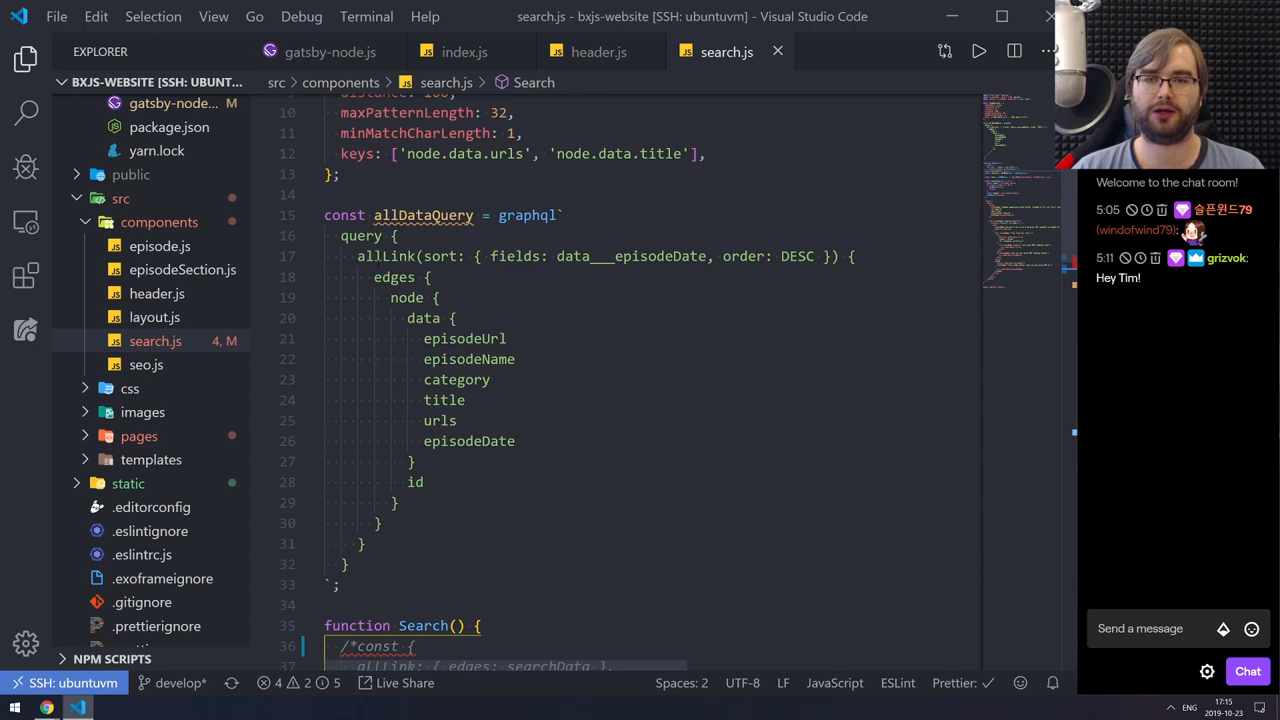 File Edit Selection View Go Debug Terminal Help
search.js - bxjs-website [SSH: ubuntuvm] - Visual Studio Code
EXPLORER
gatsby-node.js
index.js
header.js
search.js
BXJS-WEBSITE [SSH: UBUNTU...
src > components > search.js > Search
gatsby-node... M
package.json
yarn.lock
public
src
components
episode.js
episodeSection.js
header.js
layout.js
search.js 4, M
seo.js
css
images
pages
templates
static
.editorconfig
.eslintignore
.eslintrc.js
.exoframeignore
.gitignore
.prettierignore
NPM SCRIPTS
maxPatternLength: 32,
minMatchCharLength: 1,
12 keys: ['node.data.urls', 'node.data.title'],
};
15 const allDataQuery = graphql`
16 query {
17 alllink(sort: { fields: data___episodeDate, order: DESC }) {
18 edges {
19 node {
20 data {
21 episodeUrl
22 episodeName
23 category
24 title
25 urls
26 episodeDate
27 }
28 id
29 }
30 }
31 }
32 }
33 `;
34
35 function Search() {
36 /*const {
37 alllink: { edges: searchData },
Welcome to the chat room!
5:05 슬픈윈드79
(windofwind79):
5:11 grizvok:
Hey Tim!
Send a message
Chat
SSH: ubuntuvm
develop*
4 2 5
Live Share
Spaces: 2
UTF-8
LF
JavaScript
ESLint
Prettier: ✓
ENG
17:15
2019-10-23